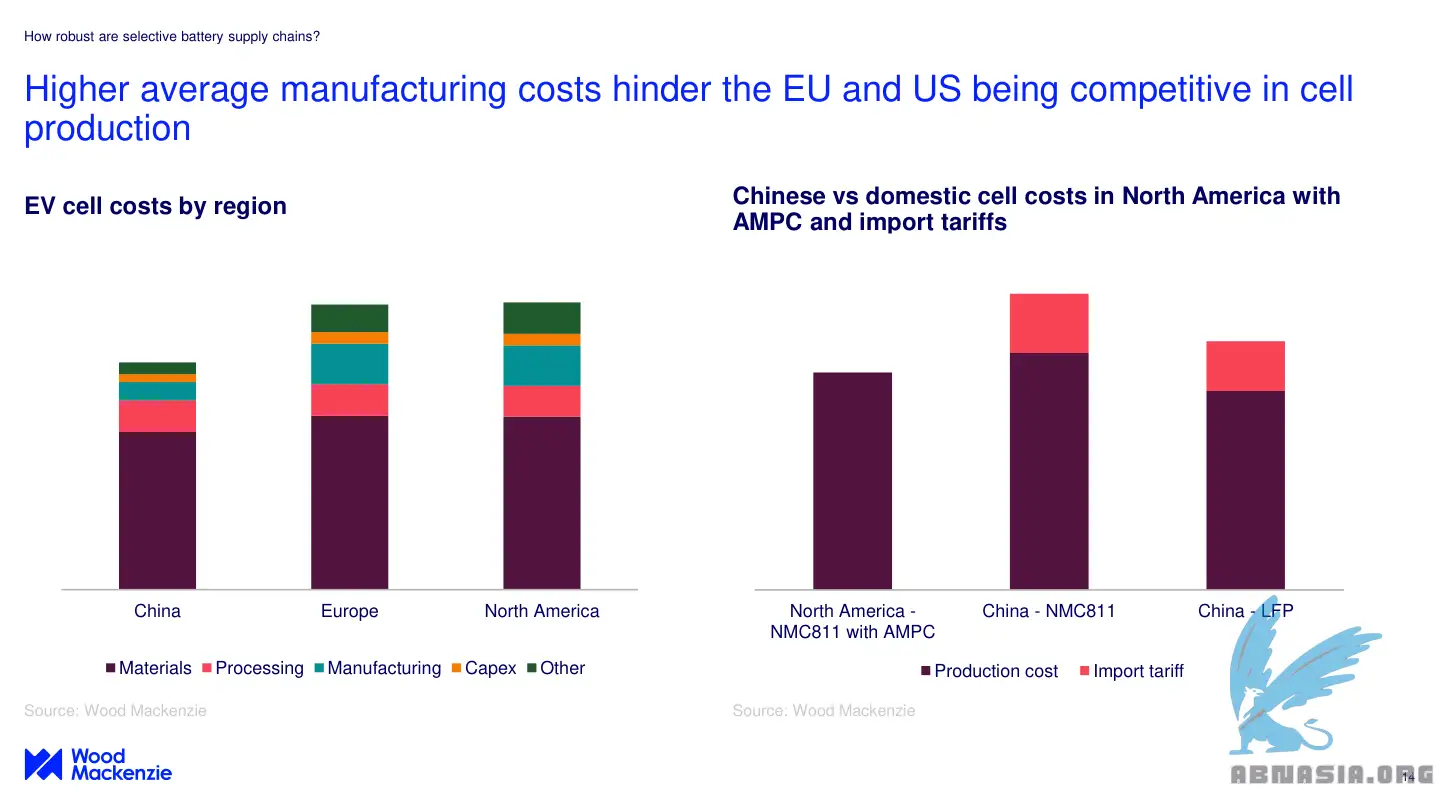 How robust are selective battery supply chains?
Higher average manufacturing costs hinder the EU and US being competitive in cell
production
EV cell costs by region
Chinese vs domestic cell costs in North America with
AMPC and import tariffs
China
Europe
North America
Materials
Processing
Manufacturing
Capex
Other
Source: Wood Mackenzie
North America -
NMC811 with AMPC
China - NMC811
China - LFP
Production cost
Import tariff
Source: Wood Mackenzie
Wood
Mackenzie
ABNASIA.ORG
14